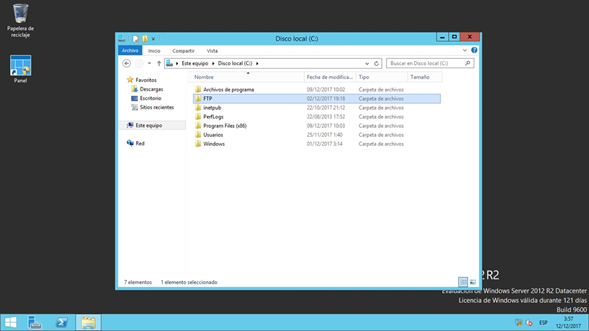 Papelera de
reciclaje
Panel
Disco local (C:)
Archivo Inicio Compartir Vista
Este equipo Disco local (C:)
Buscar en Disco local (C:)
Nombre Fecha de modifica... Tipo Tamaño
Favoritos
Descargas
Escritorio
Sitios recientes
Este equipo
Red
Archivos de programa 09/12/2017 10:02 Carpeta de archivos
FTP 02/12/2017 19:18 Carpeta de archivos
inetpub 22/10/2017 21:12 Carpeta de archivos
PerfLogs 22/08/2013 17:52 Carpeta de archivos
Program Files (x86) 09/12/2017 10:03 Carpeta de archivos
Usuarios 25/11/2017 1:40 Carpeta de archivos
Windows 01/12/2017 3:14 Carpeta de archivos
7 elementos 1 elemento seleccionado
2 R2
Evaluación de Windows Server 2012 R2 Datacenter
Licencia de Windows válida durante 121 días
Build 9600
ESP
3:57
12/12/2017